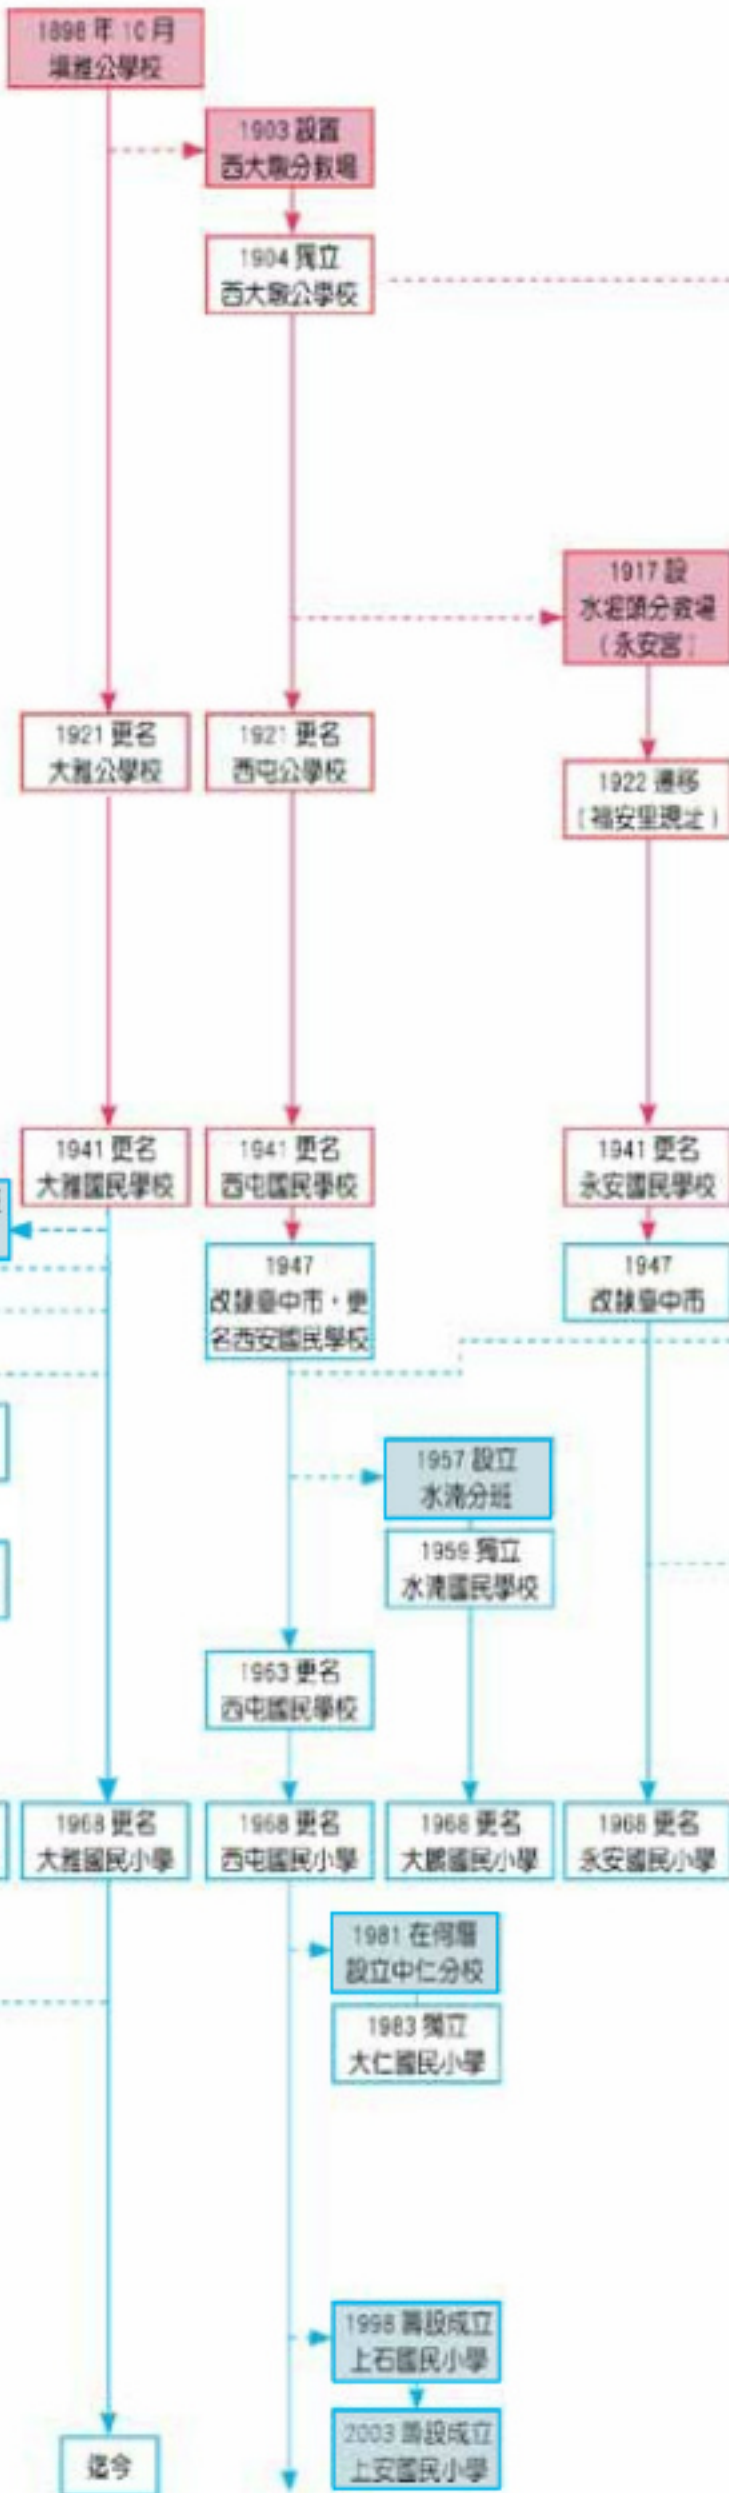 1898 年 10 月
壩雅公學校
1903 設置
西大墩分教場
1904 獨立
西大墩公學校
1917 設
水堀頭分教場
（永安宮）
1921 更名
大雅公學校
1921 更名
西屯公學校
1922 遷移
（福安里現址）
1941 更名
大雅國民學校
1941 更名
西屯國民學校
1941 更名
永安國民學校
1947
改隸臺中市，更
名西安國民學校
1947
改隸臺中市
1957 設立
水湳分班
1959 獨立
水湳國民學校
1963 更名
西屯國民學校
1968 更名
大雅國民小學
1968 更名
西屯國民小學
1968 更名
大鵬國民小學
1968 更名
永安國民小學
1981 在何厝
設立中仁分校
1983 獨立
大仁國民小學
1998 籌設成立
上石國民小學
2003 籌設成立
上安國民小學
迄今